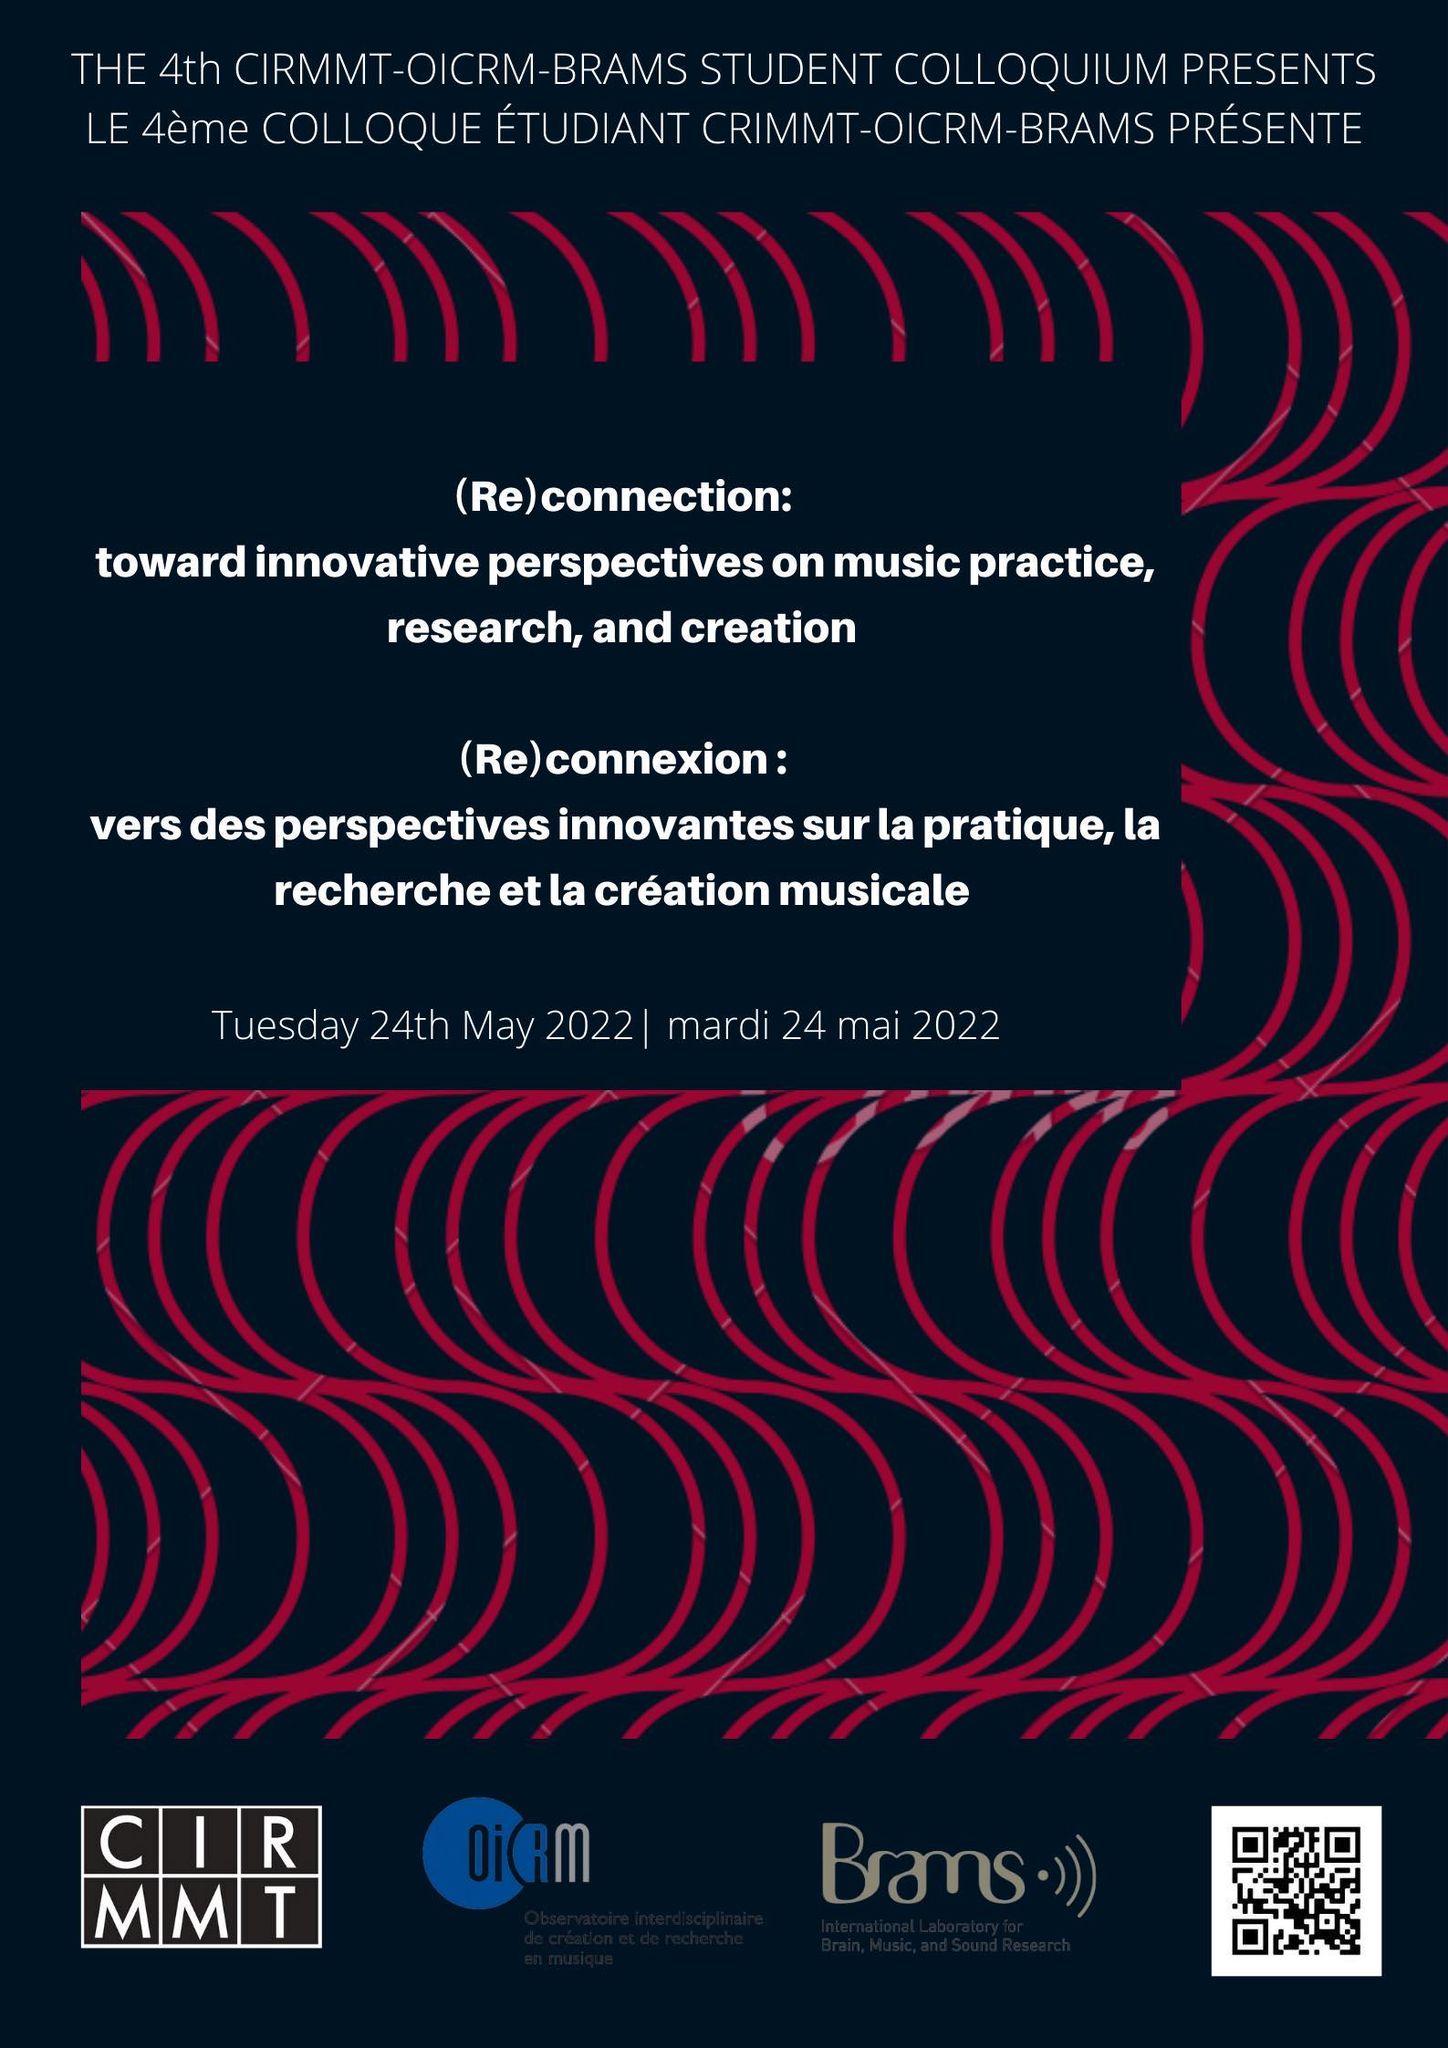 THE 4th CIRMMT-OICRM-BRAMS STUDENT COLLOQUIUM PRESENTS
LE 4ème COLLOQUE ÉTUDIANT CRIMMT-OICRM-BRAMS PRÉSENTE
(Re)connection:
toward innovative perspectives on music practice,
research, and creation
(Re)connexion :
vers des perspectives innovantes sur la pratique, la
recherche et la création musicale
Tuesday 24th May 2022| mardi 24 mai 2022
CIR
MMT
OiCRM
Observatoire interdisciplinaire
de création et de recherche
en musique
Brams
International Laboratory for
Brain, Music, and Sound Research